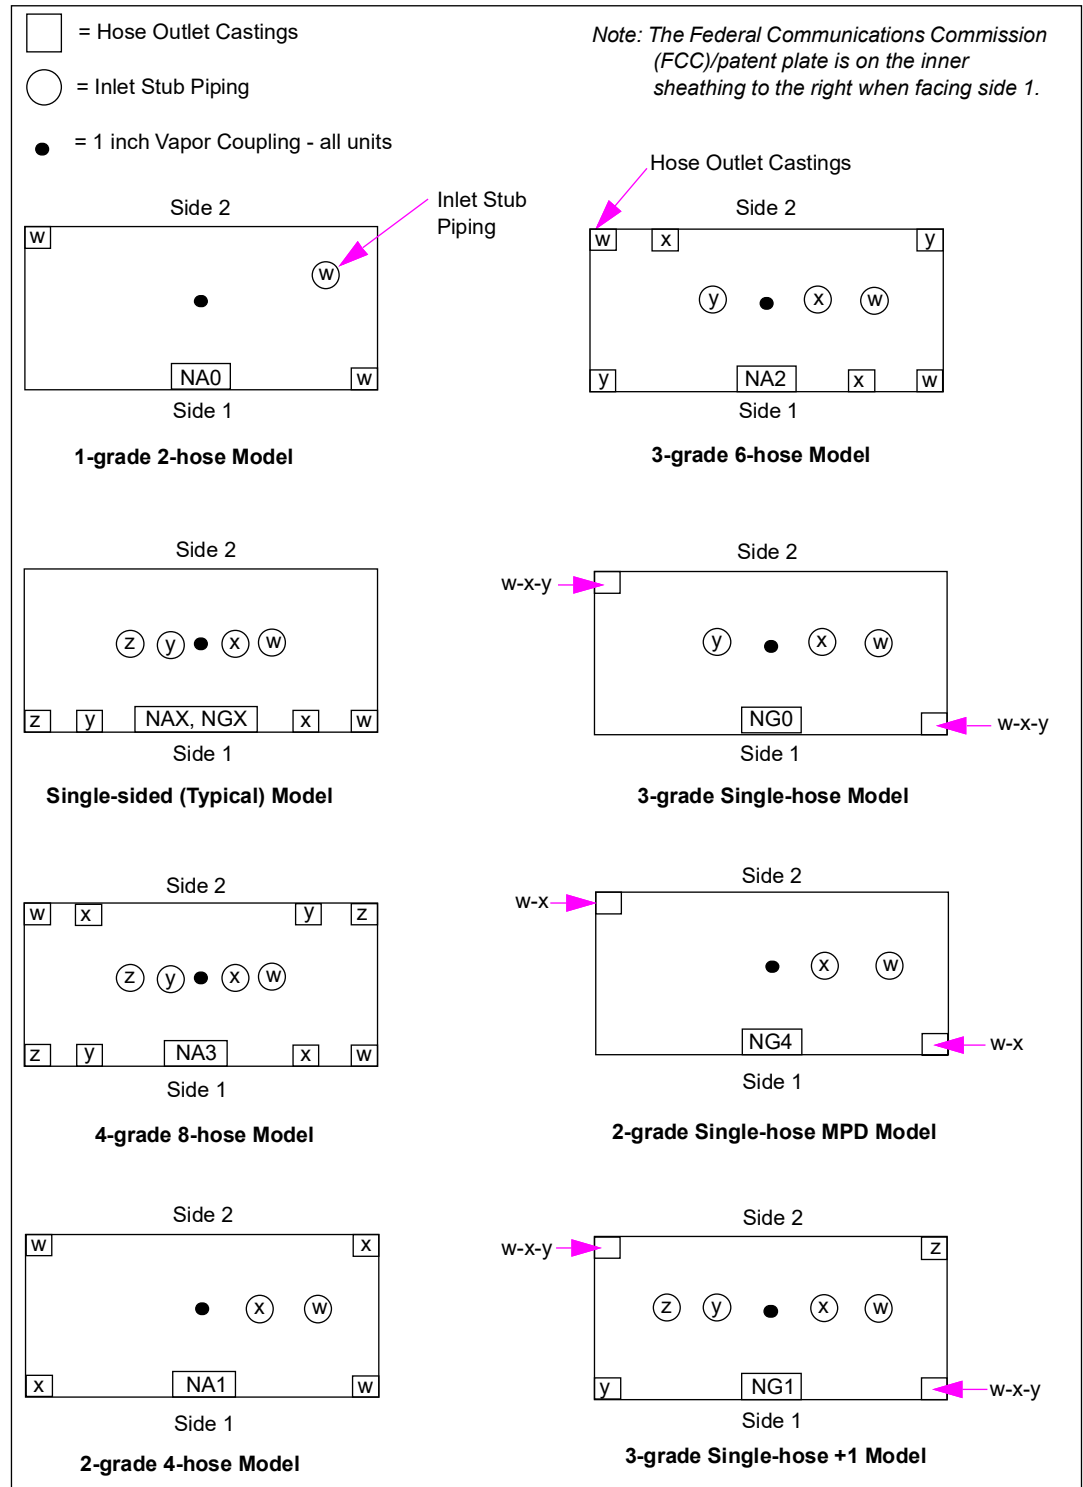 = Hose Outlet Castings
= Inlet Stub Piping
= 1 inch Vapor Coupling - all units
Note: The Federal Communications Commission
(FCC)/patent plate is on the inner
sheathing to the right when facing side 1.
Inlet Stub
Piping
Side 2
w
w
NA0
w
Side 1
1-grade 2-hose Model
Hose Outlet Castings
Side 2
w x y
y x w
y NA2 x w
Side 1
3-grade 6-hose Model
Side 2
z y x w
z y NAX, NGX x w
Side 1
Single-sided (Typical) Model
Side 2
w-x-y
y x w
NG0
w-x-y
Side 1
3-grade Single-hose Model
Side 2
w x y z
z y x w
z y NA3 x w
Side 1
4-grade 8-hose Model
Side 2
w-x
x w
NG4
w-x
Side 1
2-grade Single-hose MPD Model
Side 2
w x
x w
x NA1 w
Side 1
2-grade 4-hose Model
Side 2
w-x-y
z
z y x w
y NG1
w-x-y
Side 1
3-grade Single-hose +1 Model